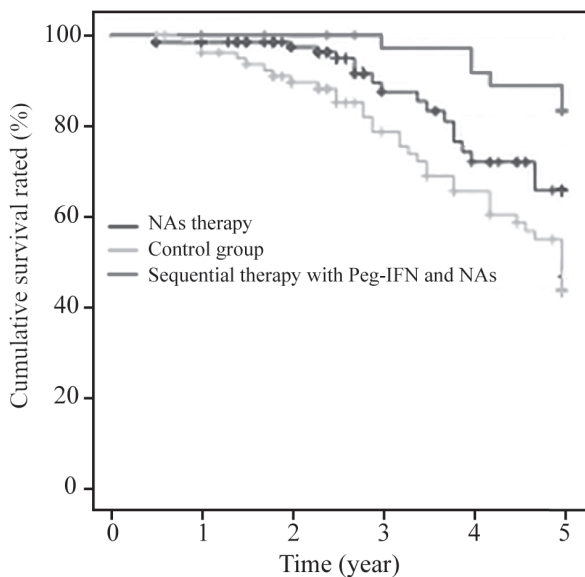 Cumulative survival rated (%)
100
80
60
40
20
0
NAs therapy
Control group
Sequential therapy with Peg-IFN and NAs
0 1 2 3 4 5
Time (year)